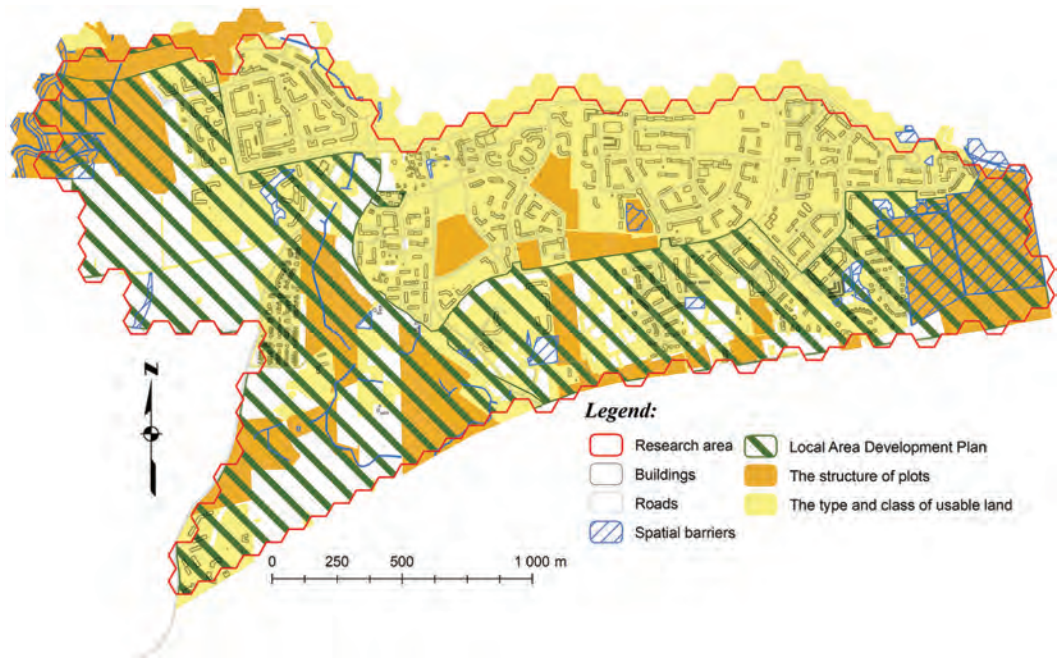 N
Legend:
Research area
Buildings
Roads
Spatial barriers
Local Area Development Plan
The structure of plots
The type and class of usable land
0 250 500 1 000 m